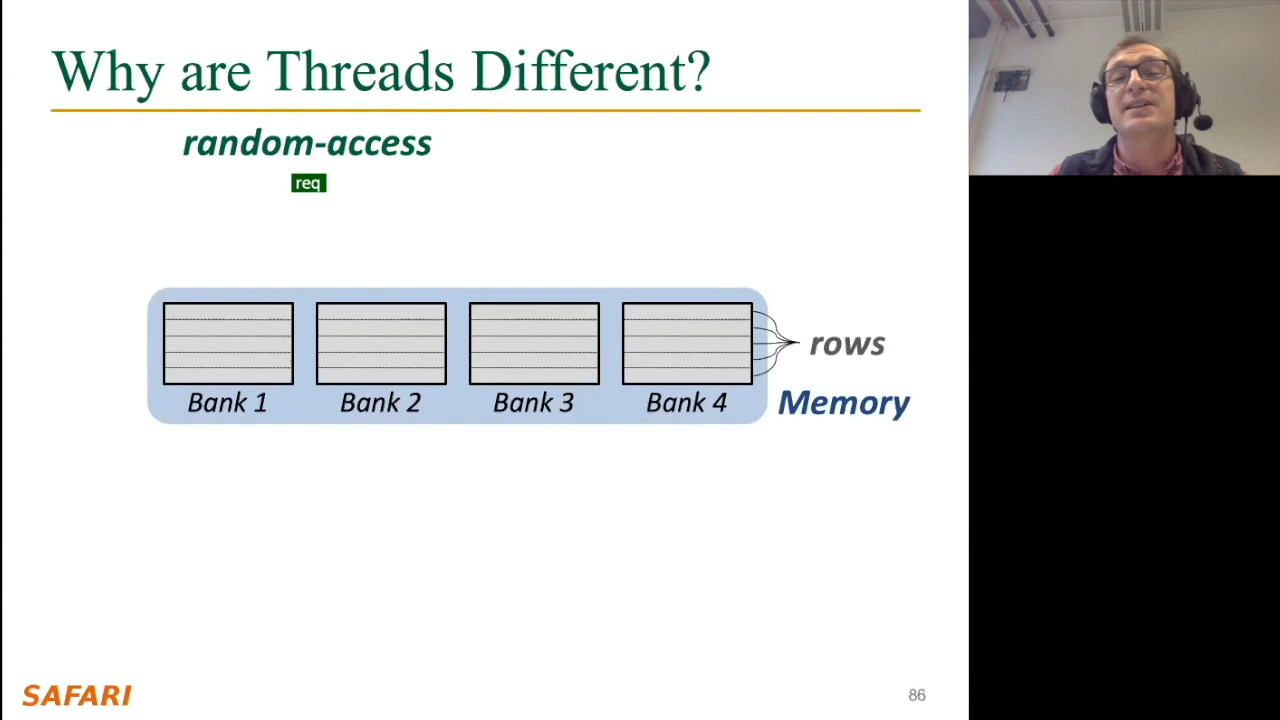 Why are Threads Different?
random-access
req
rows
Bank 1 Bank 2 Bank 3 Bank 4
Memory
SAFARI
86